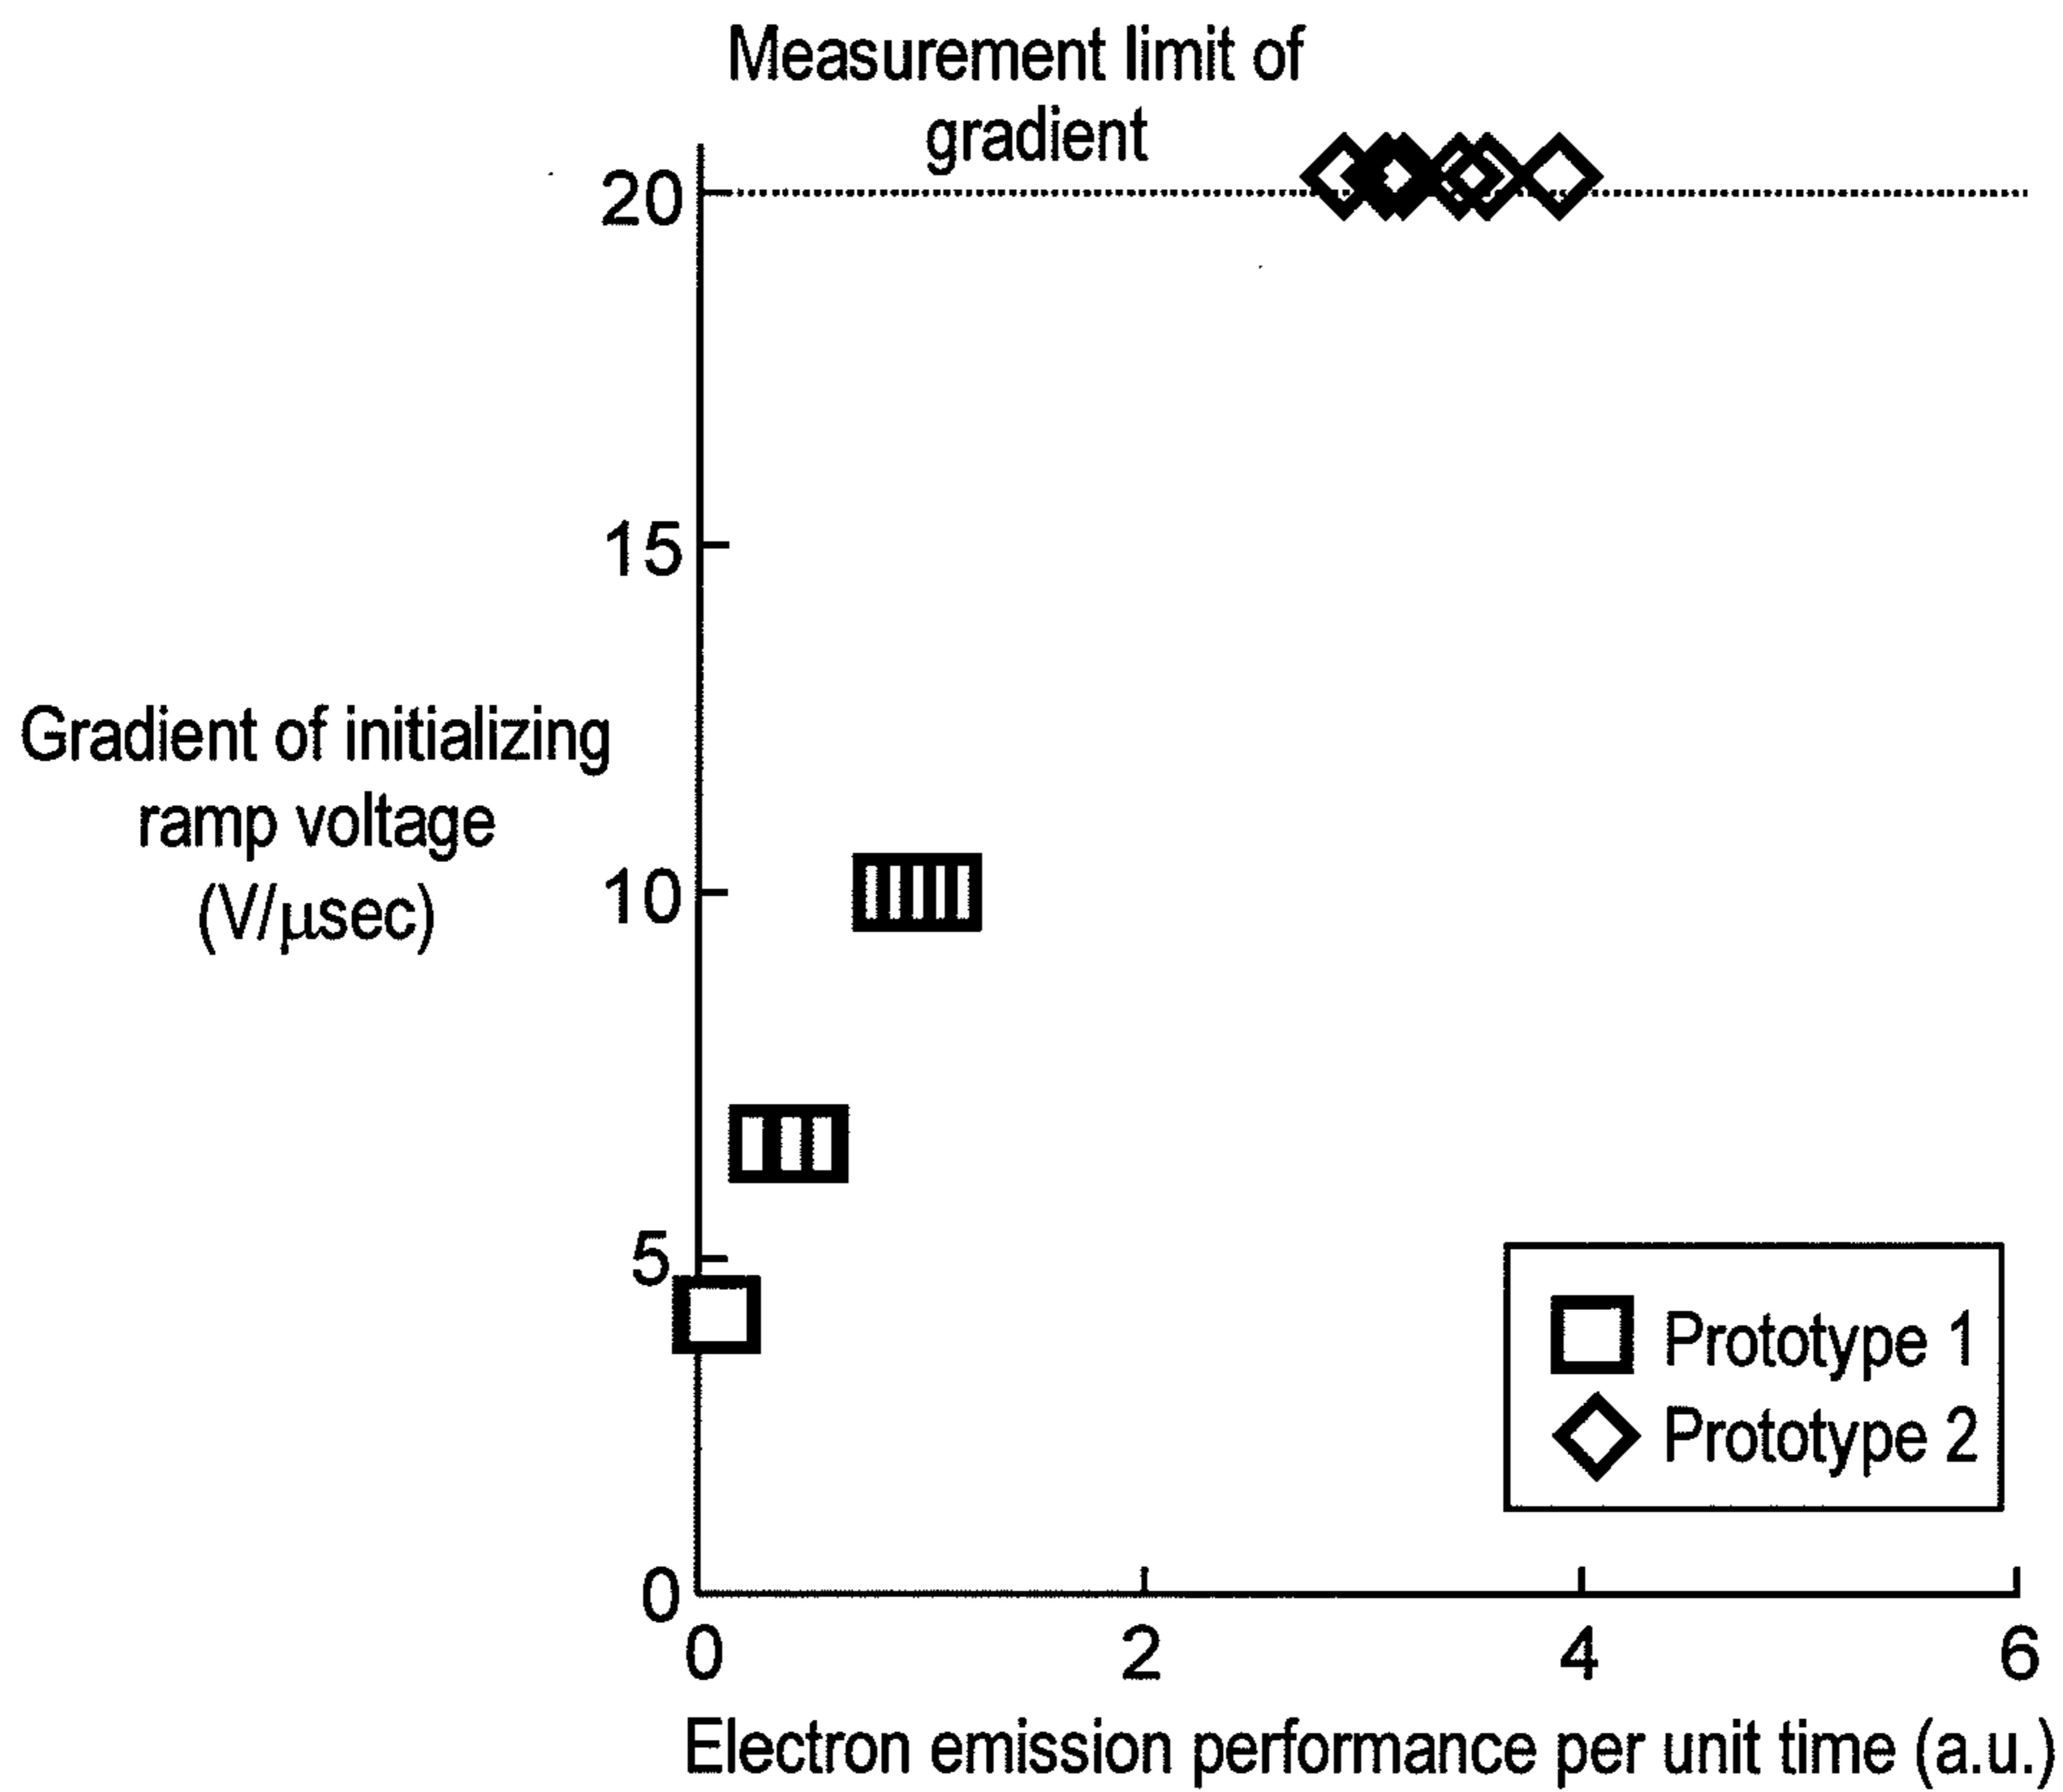 Measurement limit of
gradient
20
15
10
5
0
Gradient of initializing
ramp voltage
(V/μsec)
Prototype 1
Prototype 2
0 2 4 6
Electron emission performance per unit time (a.u.)